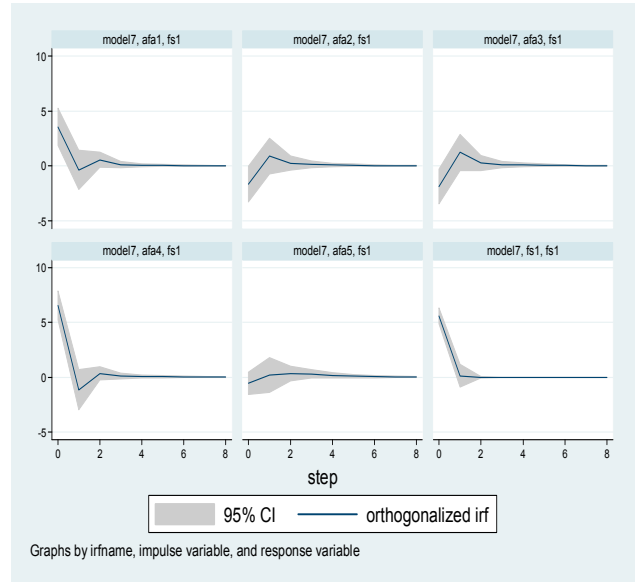 model7, afa1, fs1
model7, afa2, fs1
model7, afa3, fs1
10
5
0
-5
model7, afa4, fs1
model7, afa5, fs1
model7, fs1, fs1
10
5
0
-5
0 2 4 6 8
0 2 4 6 8
0 2 4 6 8
step
95% CI
orthogonalized irf
Graphs by irfname, impulse variable, and response variable